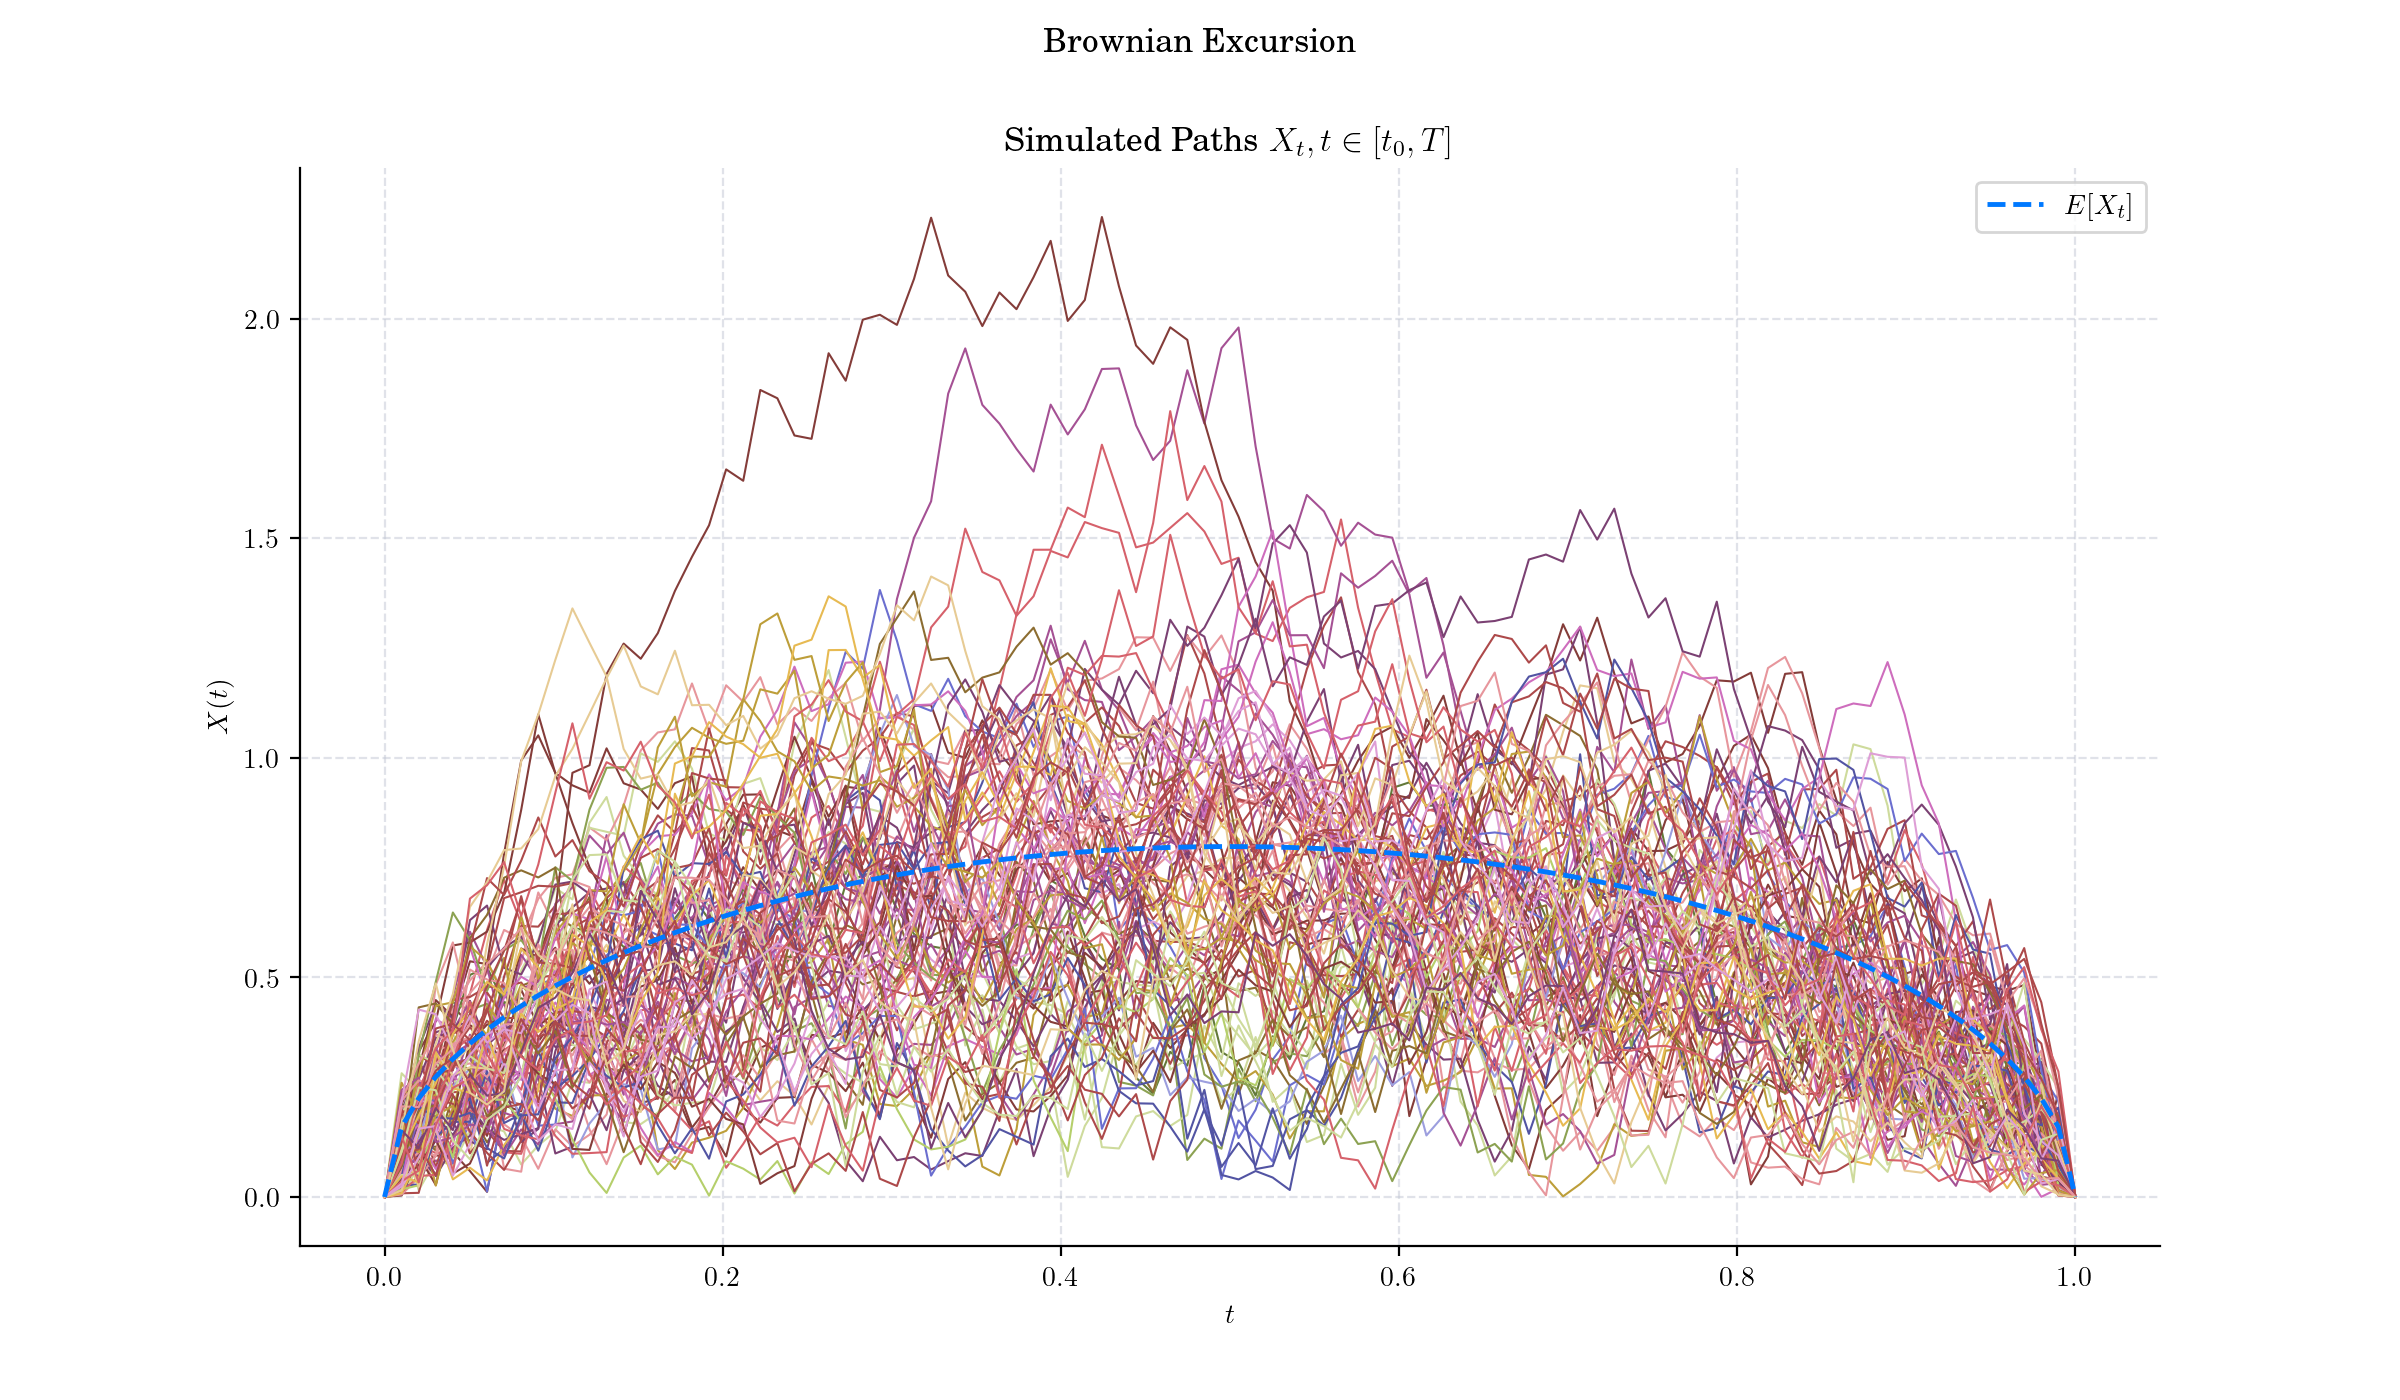 Brownian Excursion
Simulated Paths $X_t, t \in [t_0, T]$
$E[X_t]$
2.0
1.5
1.0
0.5
0.0
$X(t)$
0.0 0.2 0.4 0.6 0.8 1.0
$t$